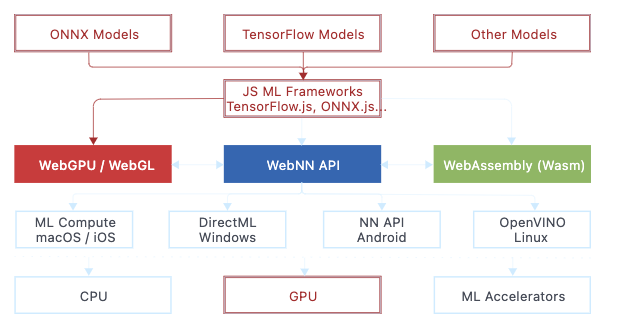 ONNX Models
TensorFlow Models
Other Models
JS ML Frameworks
TensorFlow.js, ONNX.js...
WebGPU / WebGL
WebNN API
WebAssembly (Wasm)
ML Compute
macOS / iOS
DirectML
Windows
NN API
Android
OpenVINO
Linux
CPU
GPU
ML Accelerators